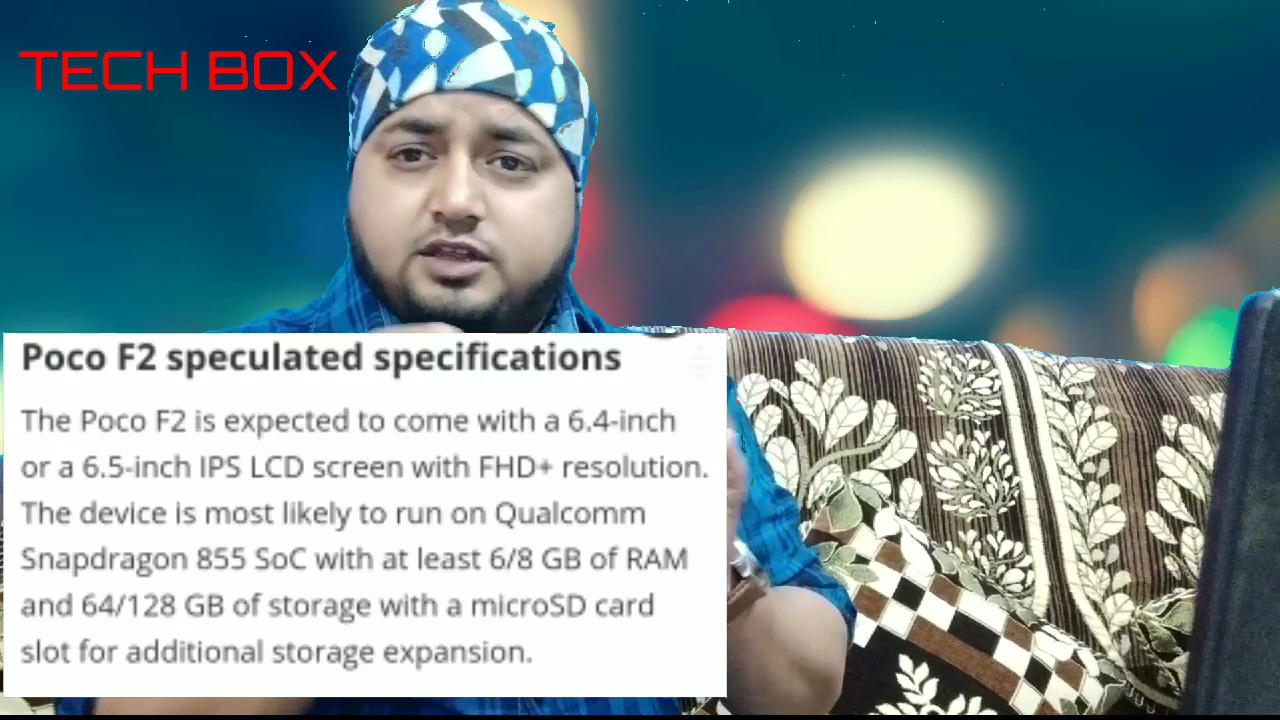 TECH BOX
Poco F2 speculated specifications
The Poco F2 is expected to come with a 6.4-inch
or a 6.5-inch IPS LCD screen with FHD+ resolution.
The device is most likely to run on Qualcomm
Snapdragon 855 SoC with at least 6/8 GB of RAM
and 64/128 GB of storage with a microSD card
slot for additional storage expansion.